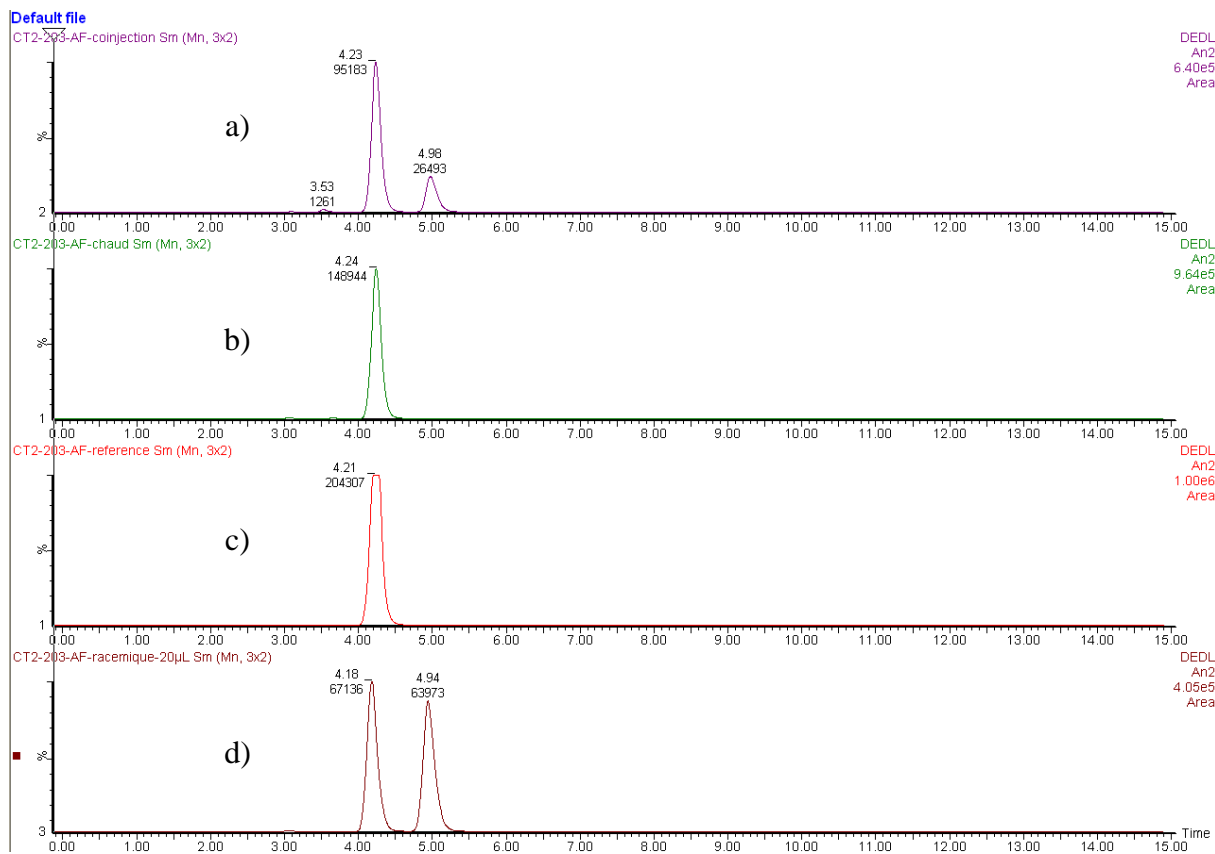 Default file
CT2-203-AF-coinjection Sm (Mn, 3x2)
DEDL
An2
6.40e5
Area
4.23
95183
a)
4.98
26493
3.53
1261
%
2
0.00 1.00 2.00 3.00 4.00 5.00 6.00 7.00 8.00 9.00 10.00 11.00 12.00 13.00 14.00 15.00
CT2-203-AF-chaud Sm (Mn, 3x2)
DEDL
An2
9.64e5
Area
4.24
148944
b)
%
1
0.00 1.00 2.00 3.00 4.00 5.00 6.00 7.00 8.00 9.00 10.00 11.00 12.00 13.00 14.00 15.00
CT2-203-AF-reference Sm (Mn, 3x2)
DEDL
An2
1.00e6
Area
4.21
204307
c)
%
1
0.00 1.00 2.00 3.00 4.00 5.00 6.00 7.00 8.00 9.00 10.00 11.00 12.00 13.00 14.00 15.00
CT2-203-AF-racemique-20µL Sm (Mn, 3x2)
DEDL
An2
4.05e5
Area
4.18
67136
4.94
63973
d)
%
3
Time
0.00 1.00 2.00 3.00 4.00 5.00 6.00 7.00 8.00 9.00 10.00 11.00 12.00 13.00 14.00 15.00